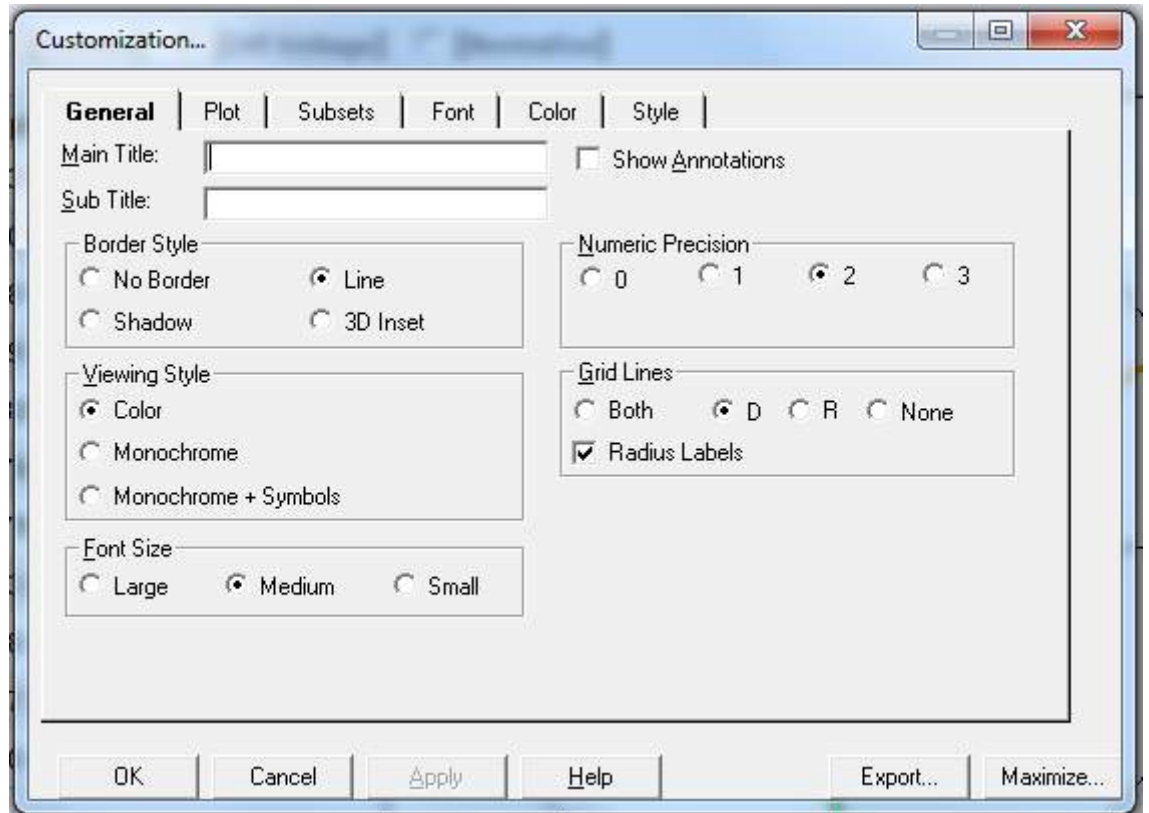 Customization...
General Plot Subsets Font Color Style
Main Title: Show Annotations
Sub Title:
Border Style
No Border Line
Shadow 3D Inset
Numeric Precision
0 1 2 3
Viewing Style
Color
Monochrome
Monochrome + Symbols
Grid Lines
Both D R None
Radius Labels
Font Size
Large Medium Small
OK Cancel Apply Help Export... Maximize...